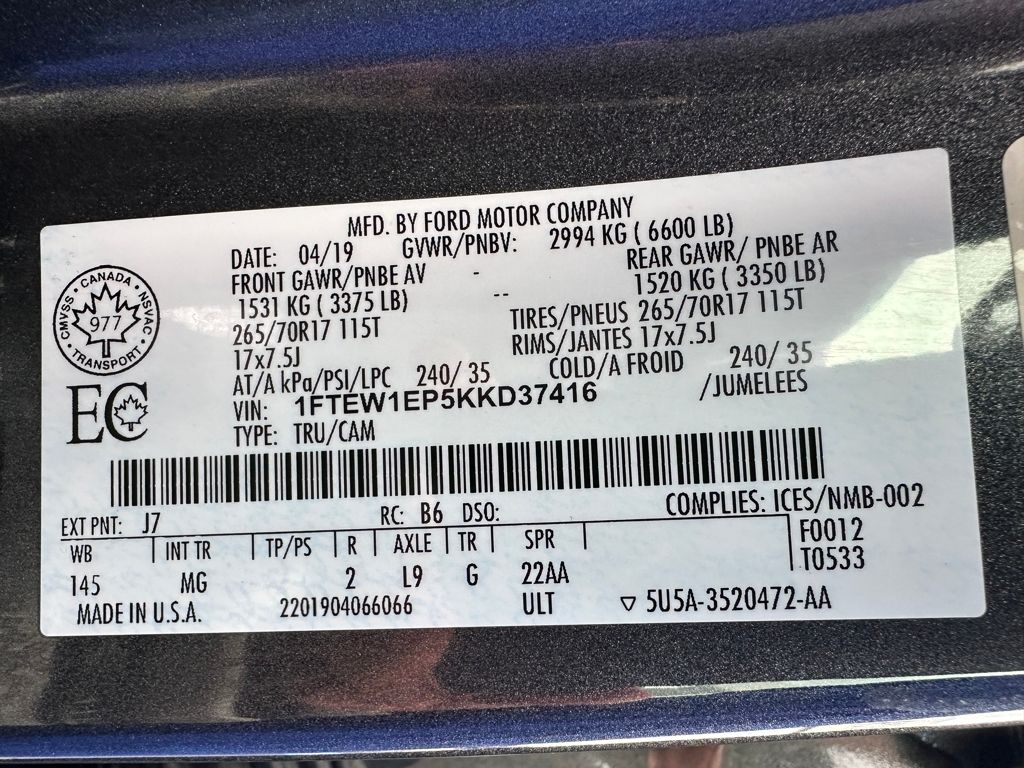 MFD. BY FORD MOTOR COMPANY
DATE: 04/19 GVWR/PNBV: 2994 KG ( 6600 LB)
FRONT GAWR/PNBE AV - REAR GAWR/ PNBE AR
1531 KG ( 3375 LB) -- 1520 KG ( 3350 LB)
265/70R17 115T TIRES/PNEUS 265/70R17 115T
17x7.5J RIMS/JANTES 17x7.5J
AT/A kPa/PSI/LPC 240/ 35 COLD/A FROID 240/ 35
VIN: 1FTEW1EP5KKD37416 /JUMELEES
TYPE: TRU/CAM
CANADA
CMVSS NSVAC
977
TRANSPORT
EC
EXT PNT: J7 RC: B6 DSO: COMPLIES: ICES/NMB-002
WB INT TR TP/PS R AXLE TR SPR F0012
145 MG 2 L9 G 22AA T0533
MADE IN U.S.A. 2201904066066 ULT ▽ 5U5A-3520472-AA